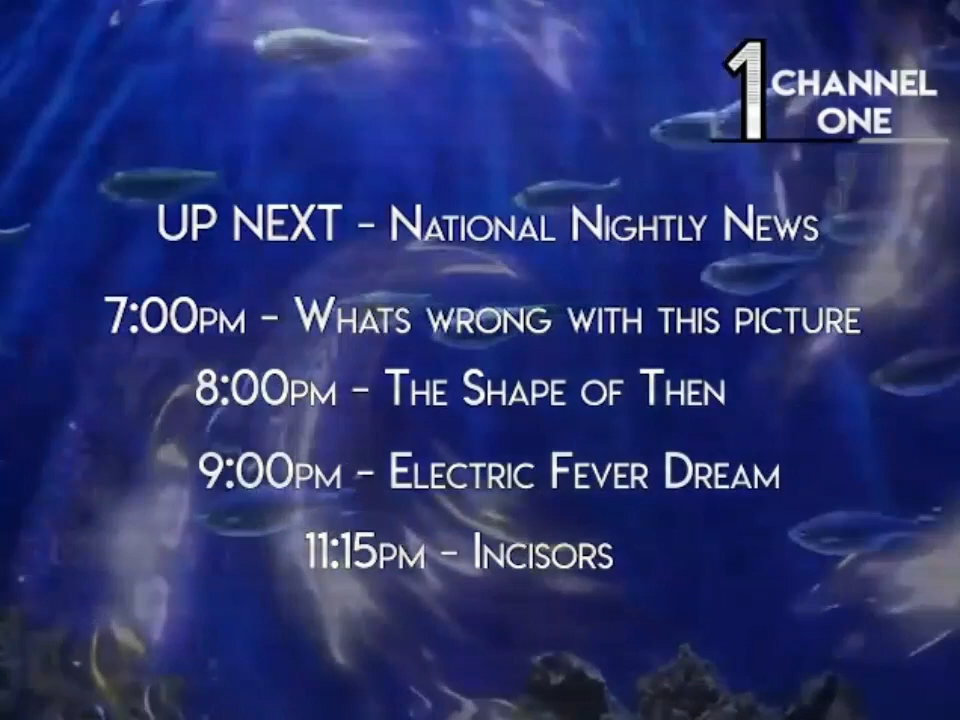 1 CHANNEL
ONE
UP NEXT - NATIONAL NIGHTLY NEWS
7:00PM - WHATS WRONG WITH THIS PICTURE
8:00PM - THE SHAPE OF THEN
9:00PM - ELECTRIC FEVER DREAM
11:15PM - INCISORS